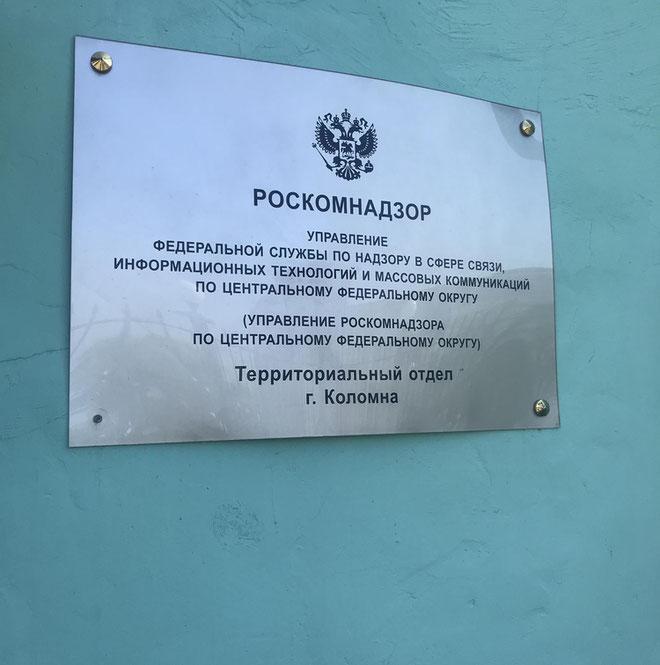 РОСКОМНАДЗОР
УПРАВЛЕНИЕ
ФЕДЕРАЛЬНОЙ СЛУЖБЫ ПО НАДЗОРУ В СФЕРЕ СВЯЗИ,
ИНФОРМАЦИОННЫХ ТЕХНОЛОГИЙ И МАССОВЫХ КОММУНИКАЦИЙ
ПО ЦЕНТРАЛЬНОМУ ФЕДЕРАЛЬНОМУ ОКРУГУ
(УПРАВЛЕНИЕ РОСКОМНАДЗОРА
ПО ЦЕНТРАЛЬНОМУ ФЕДЕРАЛЬНОМУ ОКРУГУ)
Территориальный отдел
г. Коломна